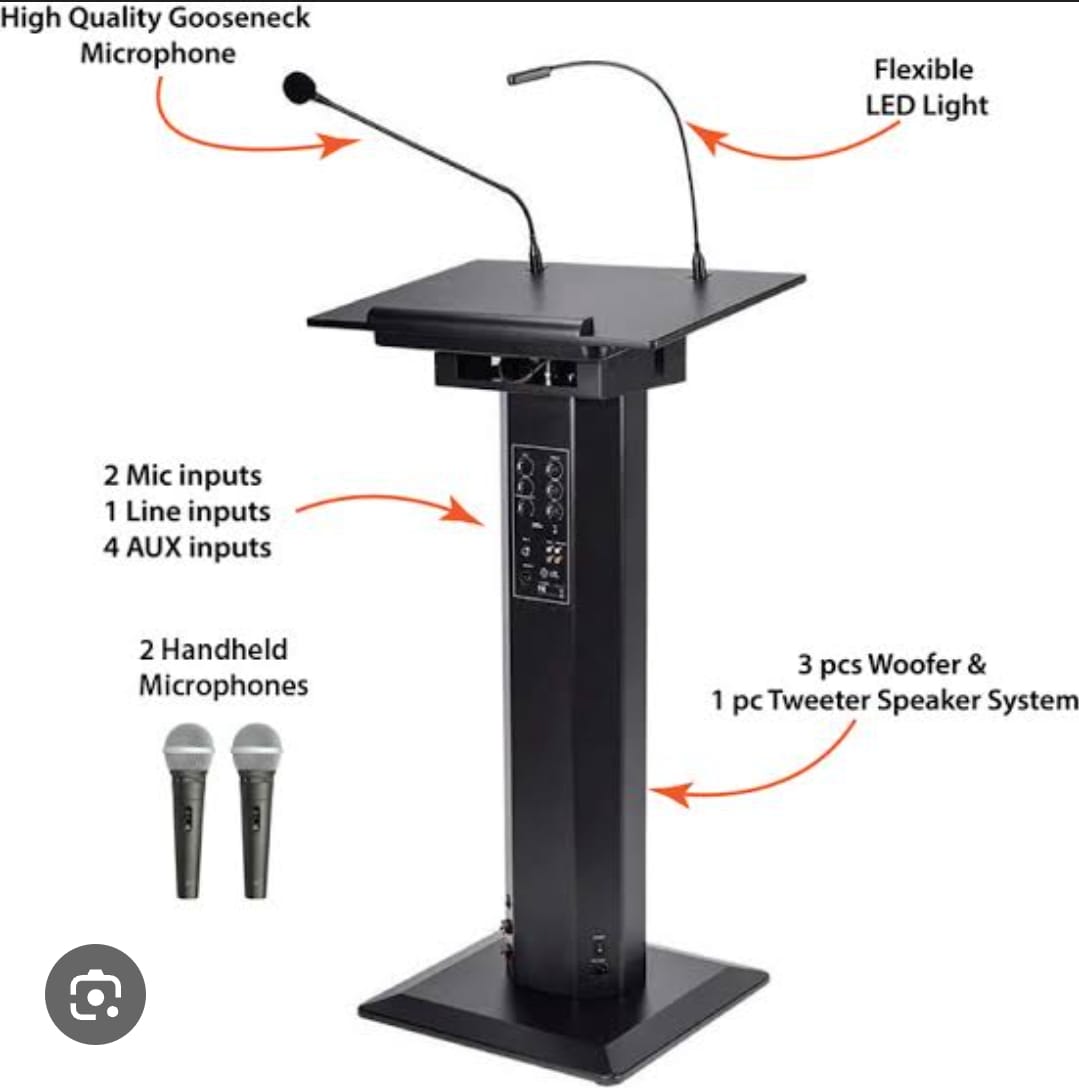 High Quality Gooseneck
Microphone
Flexible
LED Light
2 Mic inputs
1 Line inputs
4 AUX inputs
2 Handheld
Microphones
3 pcs Woofer &
1 pc Tweeter Speaker System